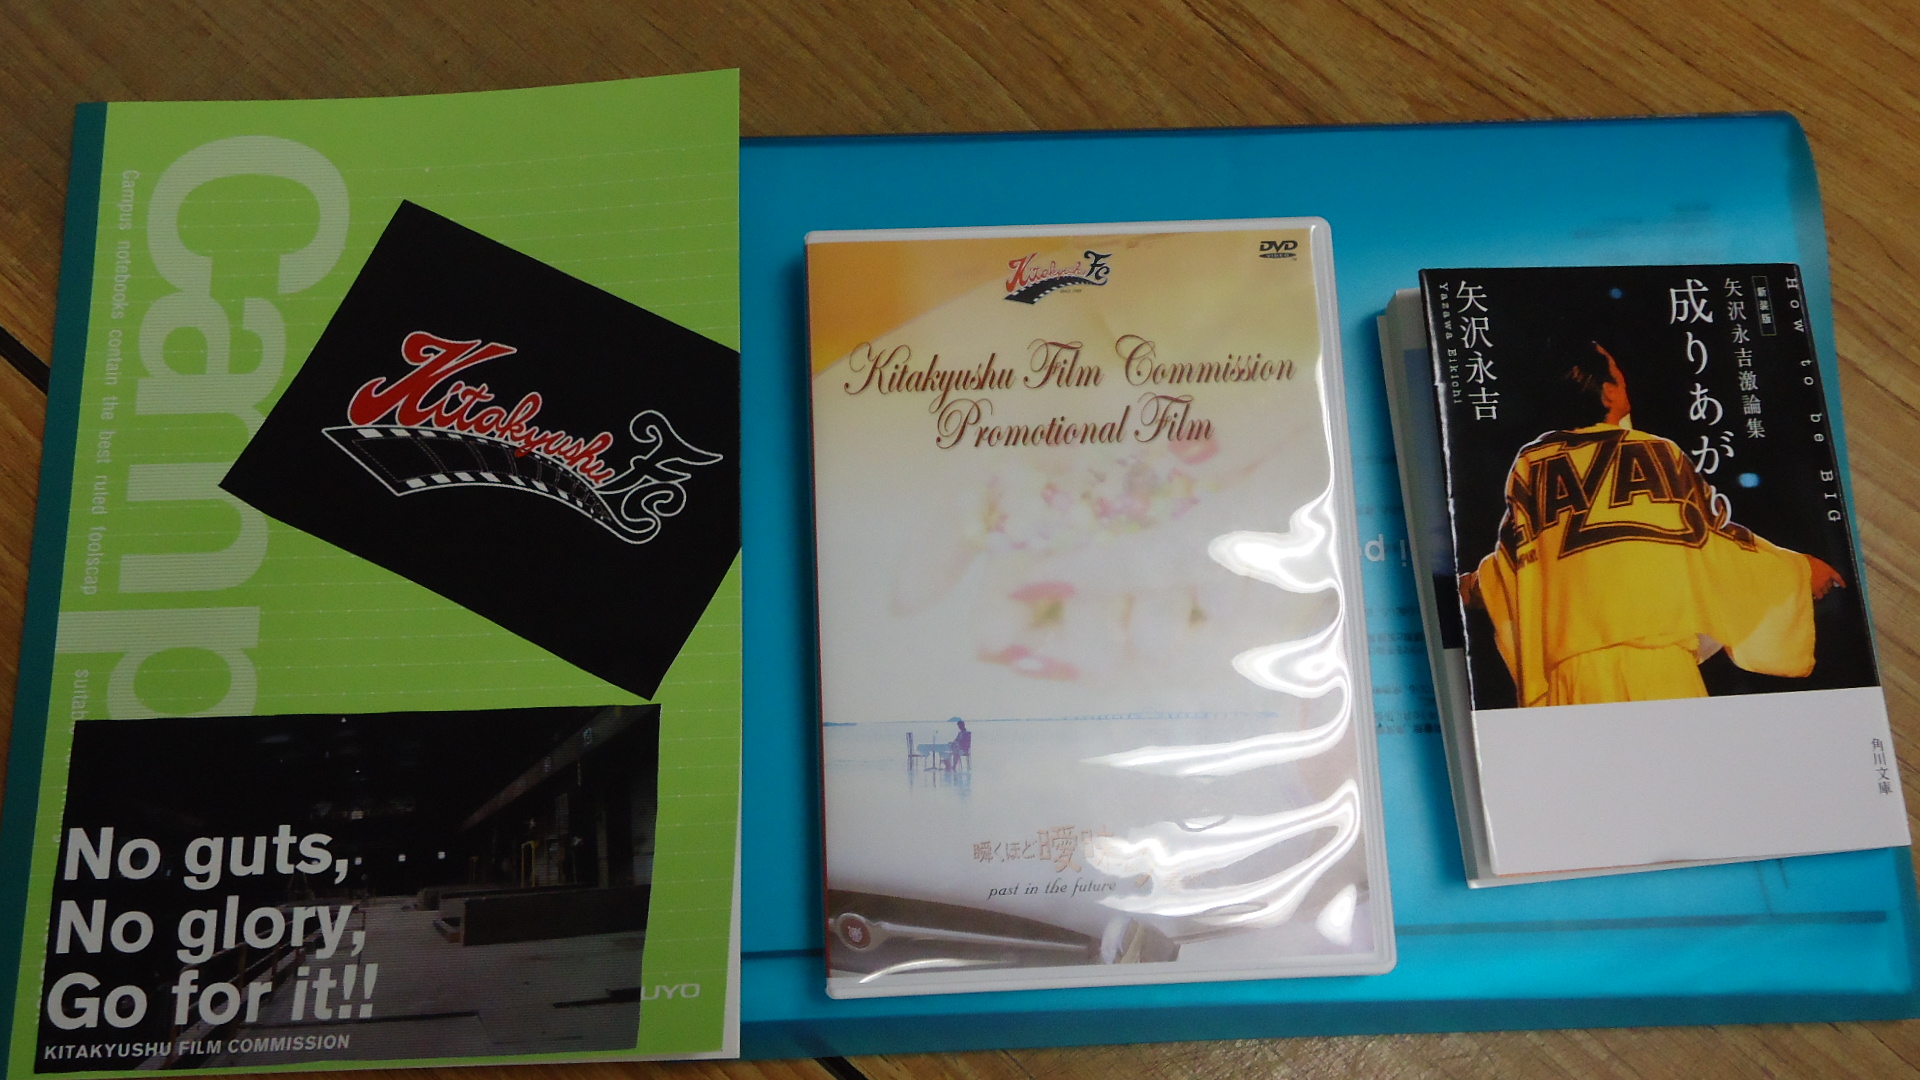 Campus
Campus notebooks contain the best ruled foolscap
Kitakyushu
FC
No guts,
No glory,
Go for it!!
KITAKYUSHU FILM COMMISSION
UYO
Kitakyushu FC
DVD
VIDEO
Kitakyushu Film Commission
Promotional Film
瞬くほど曖昧
past in the future
How to be BIG
新装版
矢沢永吉激論集
成りあがり
矢沢永吉
Yazawa Eikichi
YAZAWA
角川文庫